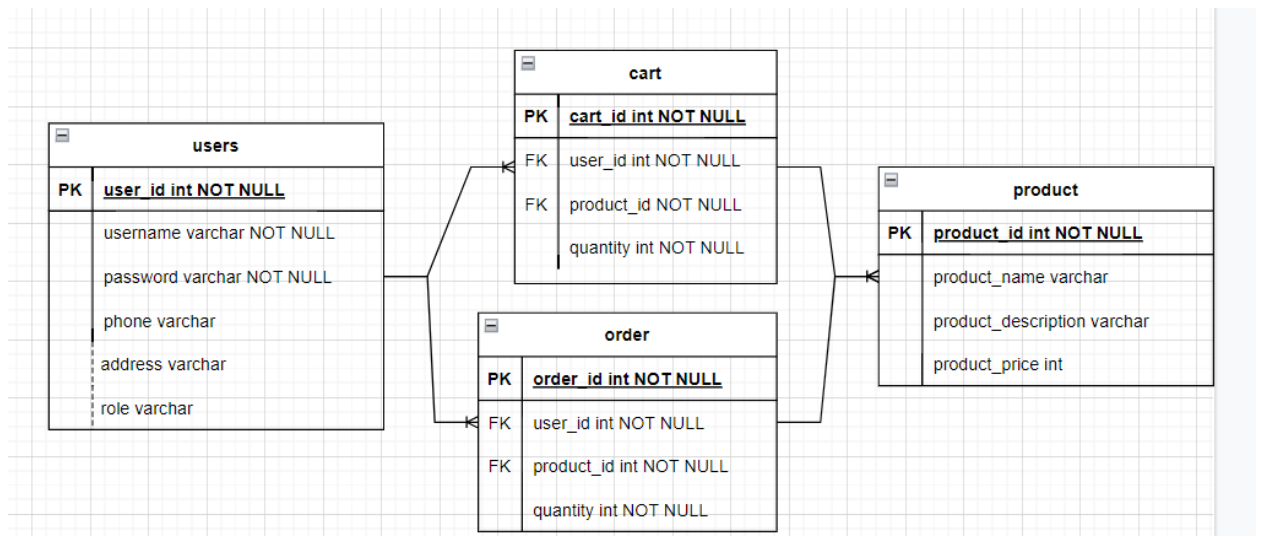 users
PK user_id int NOT NULL
username varchar NOT NULL
password varchar NOT NULL
phone varchar
address varchar
role varchar
cart
PK cart_id int NOT NULL
FK user_id int NOT NULL
FK product_id NOT NULL
quantity int NOT NULL
order
PK order_id int NOT NULL
FK user_id int NOT NULL
FK product_id int NOT NULL
quantity int NOT NULL
product
PK product_id int NOT NULL
product_name varchar
product_description varchar
product_price int